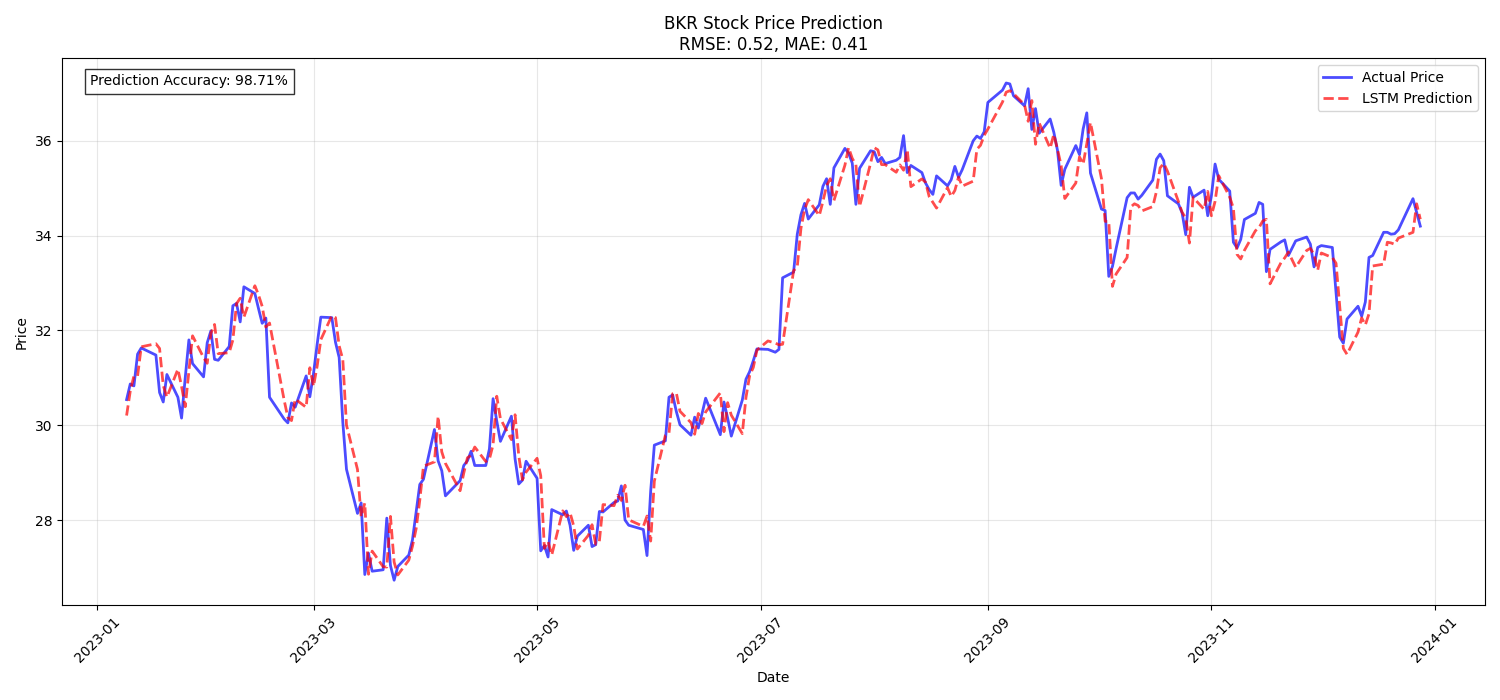 BKR Stock Price Prediction
RMSE: 0.52, MAE: 0.41
Prediction Accuracy: 98.71%
Actual Price
LSTM Prediction
Price
36
34
32
30
28
2023-01
2023-03
2023-05
2023-07
2023-09
2023-11
2024-01
Date